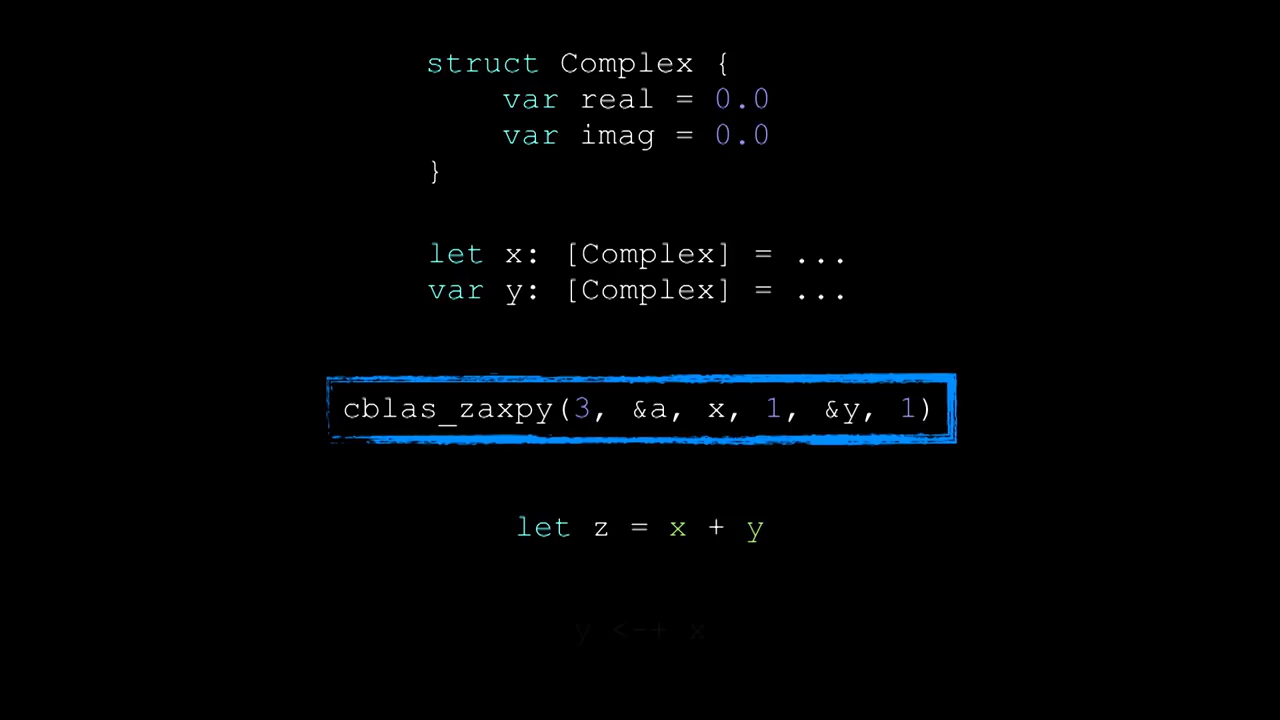 struct Complex {
    var real = 0.0
    var imag = 0.0
}
let x: [Complex] = ...
var y: [Complex] = ...
cblas_zaxpy(3, &a, x, 1, &y, 1)
let z = x + y
y <-+ x